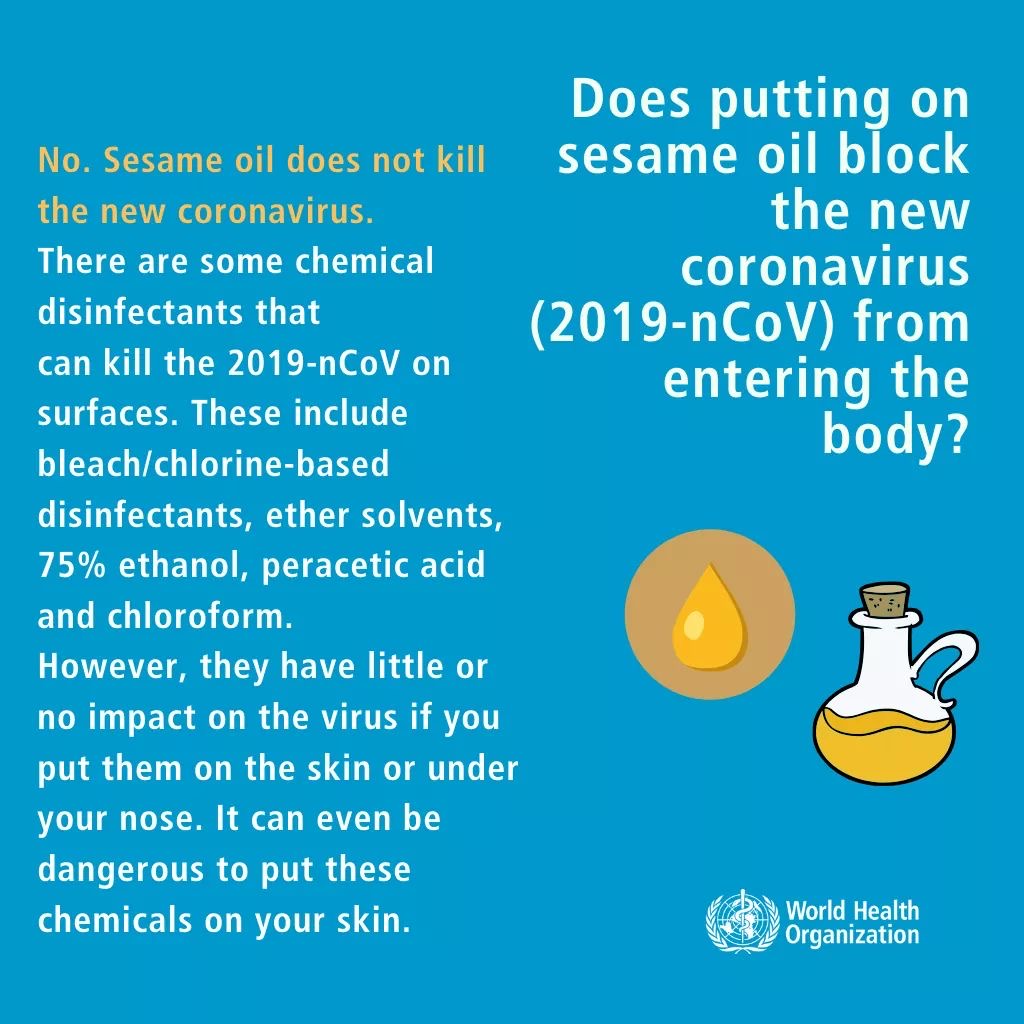 Does putting on
sesame oil block
the new
coronavirus
(2019-nCoV) from
entering the
body?
No. Sesame oil does not kill
the new coronavirus.
There are some chemical
disinfectants that
can kill the 2019-nCoV on
surfaces. These include
bleach/chlorine-based
disinfectants, ether solvents,
75% ethanol, peracetic acid
and chloroform.
However, they have little or
no impact on the virus if you
put them on the skin or under
your nose. It can even be
dangerous to put these
chemicals on your skin.
World Health
Organization